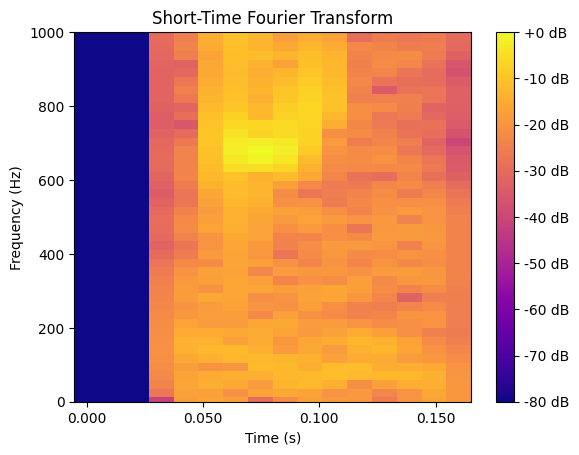 Short-Time Fourier Transform
1000
800
600
400
200
0
Frequency (Hz)
0.000
0.050
0.100
0.150
Time (s)
+0 dB
-10 dB
-20 dB
-30 dB
-40 dB
-50 dB
-60 dB
-70 dB
-80 dB